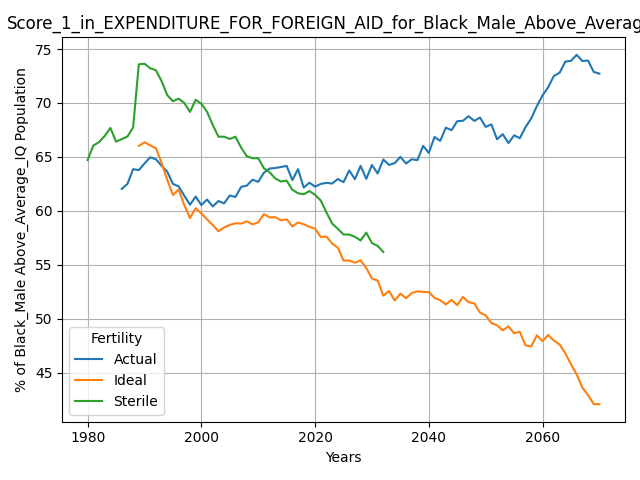 Score_1_in_EXPENDITURE_FOR_FOREIGN_AID_for_Black_Male_Above_Averag
75
70
65
60
55
50
45
% of Black_Male Above_Average_IQ Population
Fertility
Actual
Ideal
Sterile
1980
2000
2020
2040
2060
Years